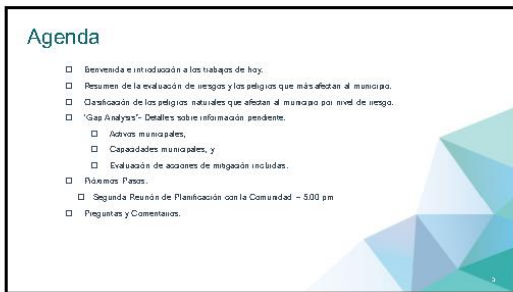 Agenda
Bienvenida e introducción a los trabajos de hoy.
Resumen de la evaluación de riesgos y los peligros que más afectan al municipio.
Clasificación de los peligros naturales que afectan al municipio por nivel de riesgo.
'Gap Analysis'- Detalles sobre información pendiente.
Activos municipales,
Capacidades municipales, y
Evaluación de acciones de mitigación incluidas.
Próximos Pasos.
Segunda Reunión de Planificación con la Comunidad – 5:00 pm
Preguntas y Comentarios.
3